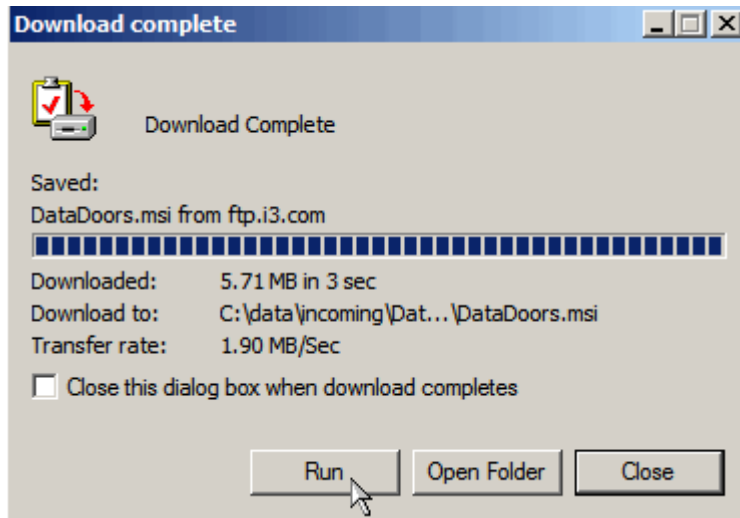 Download complete
Download Complete
Saved:
DataDoors.msi from ftp.i3.com
Downloaded: 5.71 MB in 3 sec
Download to: C:\data\incoming\Dat...\DataDoors.msi
Transfer rate: 1.90 MB/Sec
Close this dialog box when download completes
Run Open Folder Close